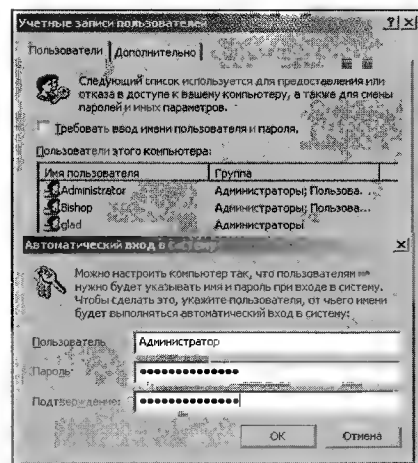 Учетные записи пользователей
Пользователи Дополнительно
Следующий список используется для предоставления или
отказа в доступе к вашему компьютеру, а также для смены
паролей и иных параметров.
Требовать ввод имени пользователя и пароля.
Пользователи этого компьютера:
Имя пользователя Группа
Administrator Администраторы; Пользова...
Bishop Администраторы; Пользова...
glad Администраторы
Автоматический вход в систему
Можно настроить компьютер так, что пользователям не
нужно будет указывать имя и пароль при входе в систему.
Чтобы сделать это, укажите пользователя, от чьего имени
будет выполняться автоматический вход в систему:
Пользователь Администратор
Пароль: ●●●●●●●●●●●●●●
Подтверждение: ●●●●●●●●●●●●●●
ОК Отмена